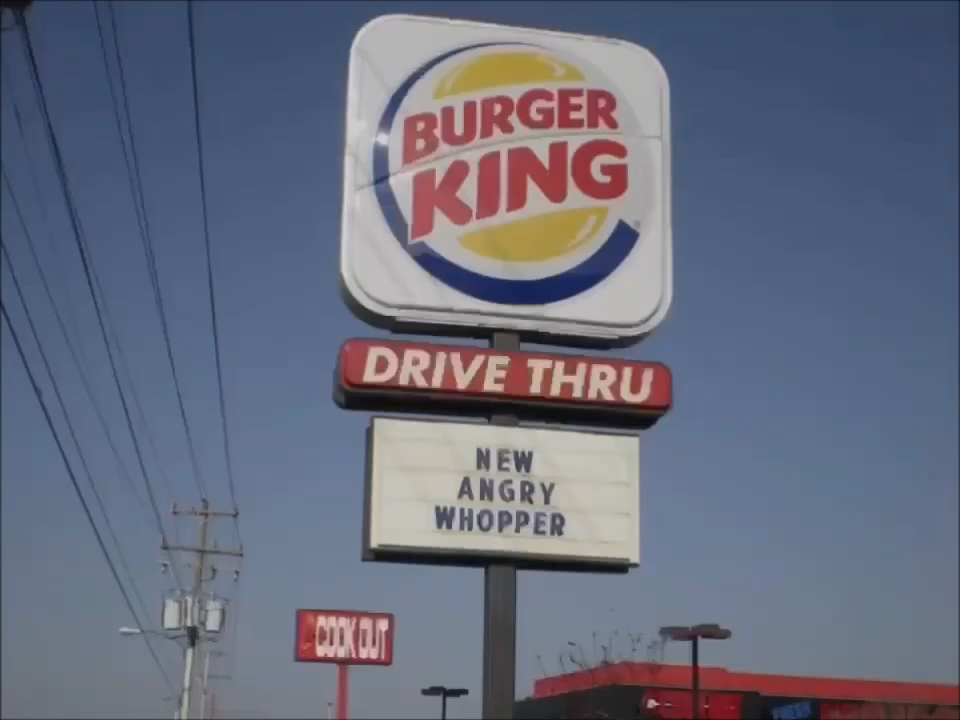 BURGER
KING
DRIVE THRU
NEW
ANGRY
WHOPPER
COOK OUT